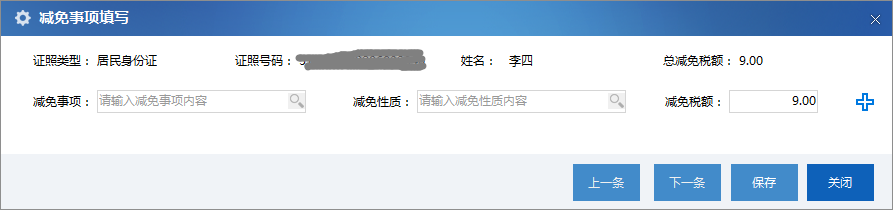 减免事项填写
证照类型： 居民身份证 证照号码： 姓名： 李四 总减免税额： 9.00
减免事项： 请输入减免事项内容 减免性质： 请输入减免性质内容 减免税额： 9.00
上一条 下一条 保存 关闭